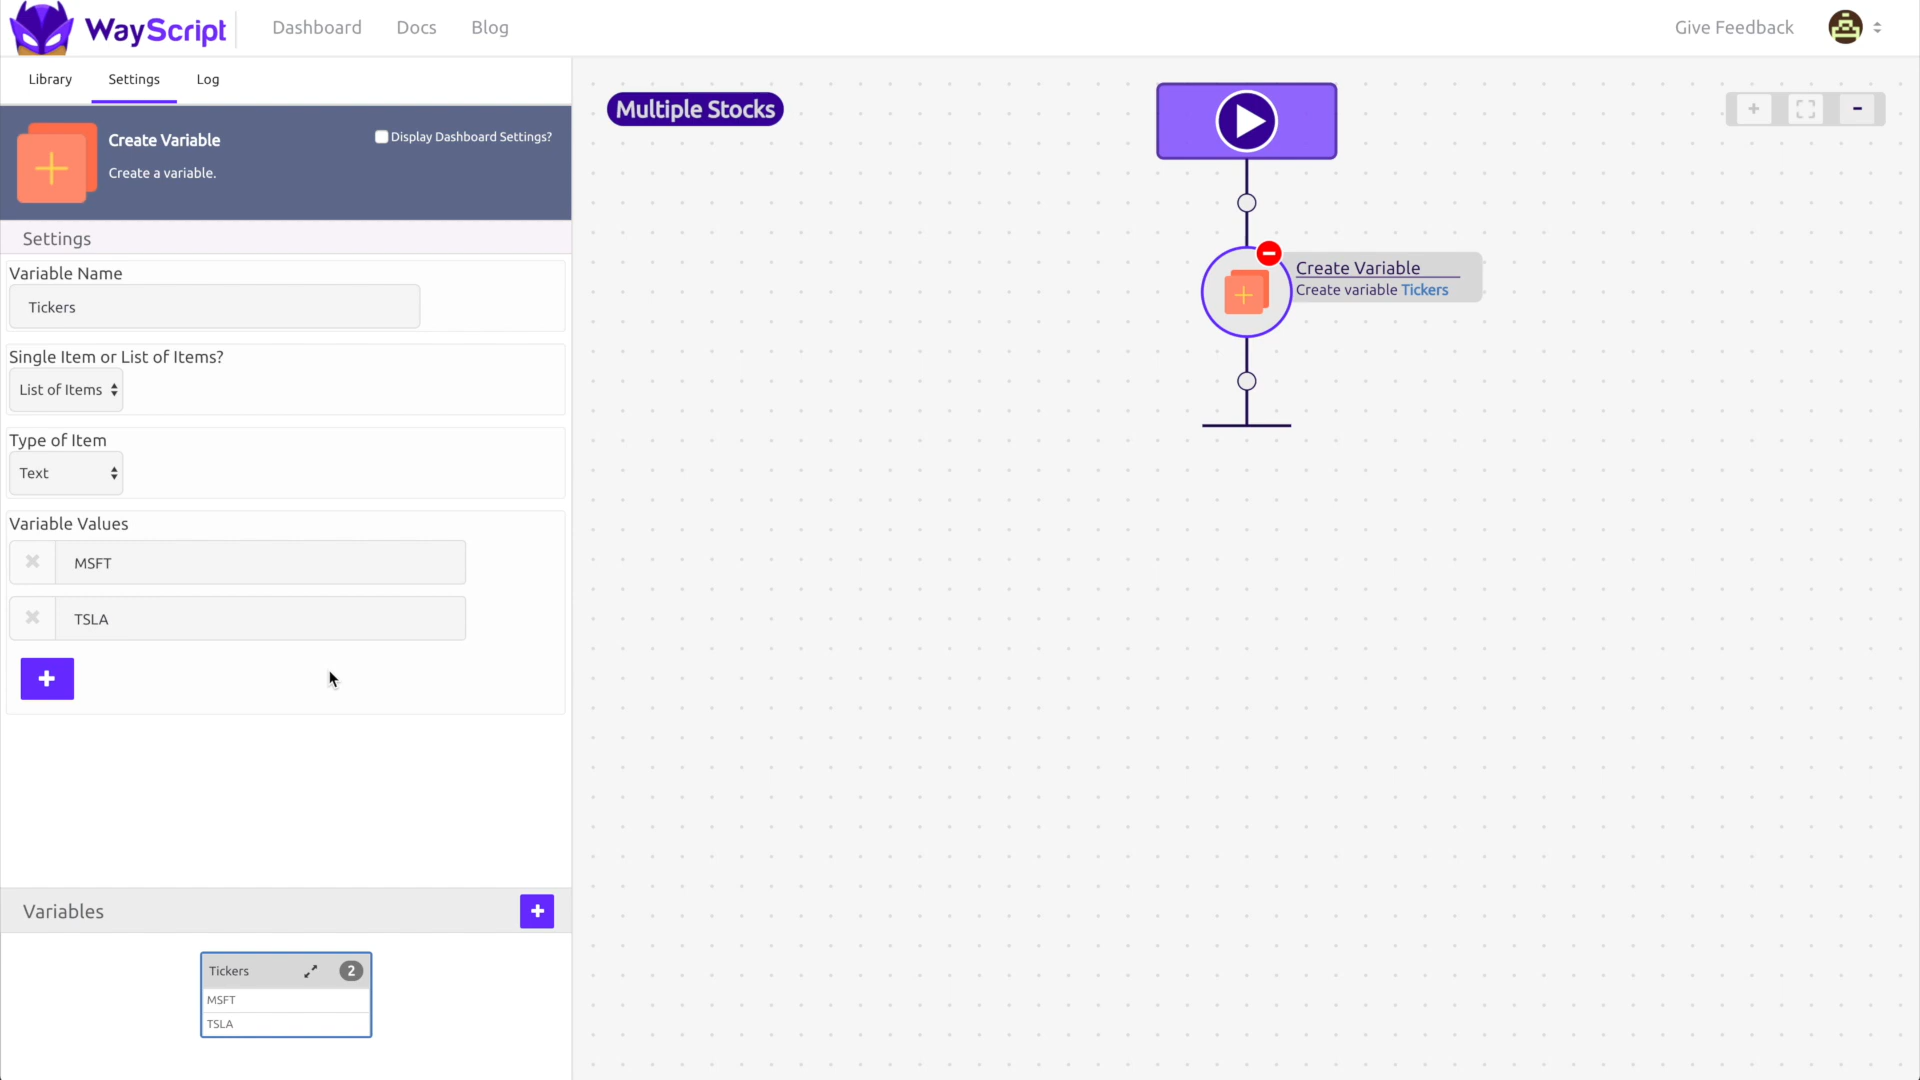 WayScript
Dashboard
Docs
Blog
Give Feedback
Library
Settings
Log
Create Variable
Create a variable.
Display Dashboard Settings?
Settings
Variable Name
Tickers
Single Item or List of Items?
List of Items
Type of Item
Text
Variable Values
MSFT
TSLA
Variables
Tickers
2
MSFT
TSLA
Multiple Stocks
Create Variable
Create variable Tickers